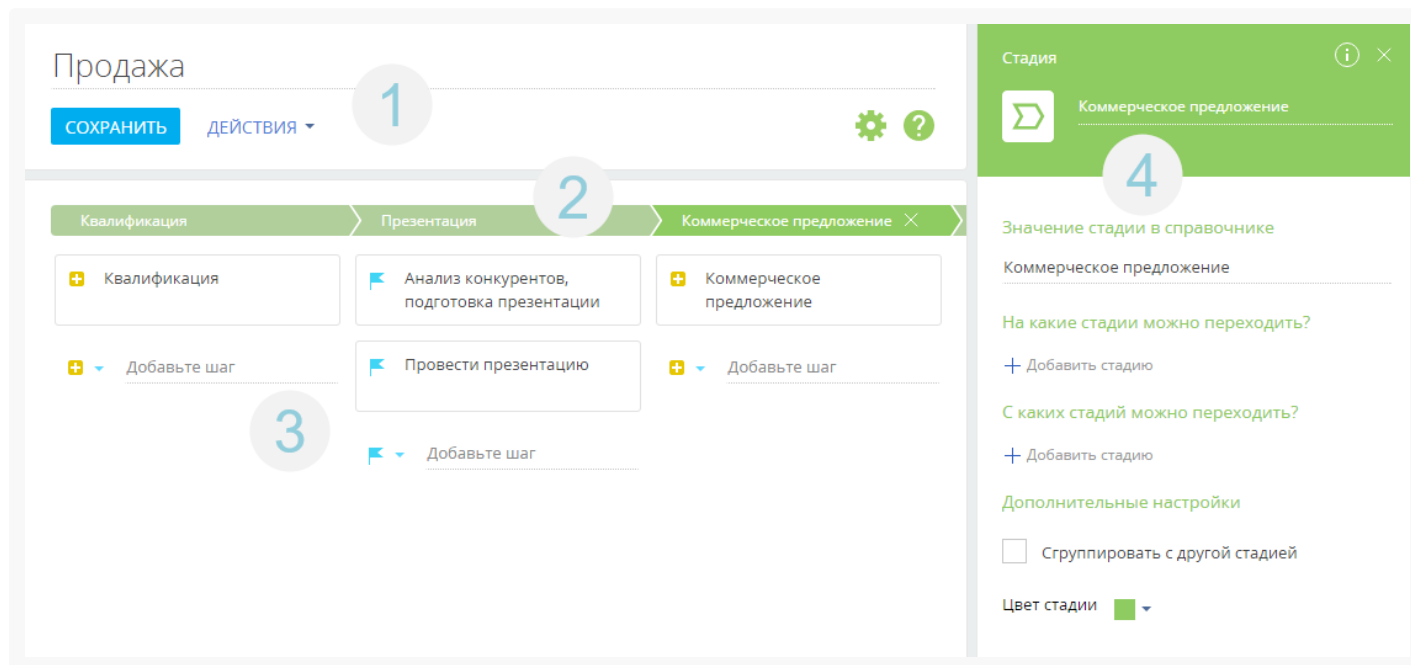 Продажа
1
СОХРАНИТЬ ДЕЙСТВИЯ
?
2
Квалификация Презентация Коммерческое предложение
Квалификация
Анализ конкурентов,
подготовка презентации
Коммерческое
предложение
Добавьте шаг
Провести презентацию
Добавьте шаг
3
Добавьте шаг
Стадия
i
Коммерческое предложение
4
Значение стадии в справочнике
Коммерческое предложение
На какие стадии можно переходить?
Добавить стадию
С каких стадий можно переходить?
Добавить стадию
Дополнительные настройки
Сгруппировать с другой стадией
Цвет стадии